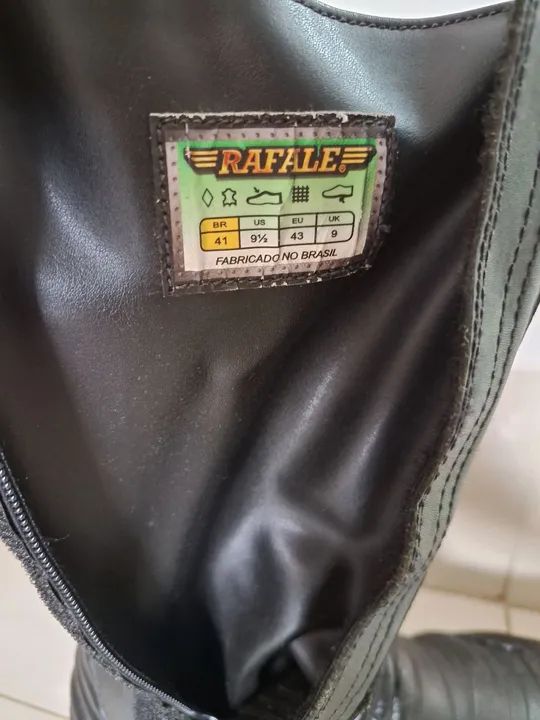 RAFALE®
BR US EU UK
41 9½ 43 9
FABRICADO NO BRASIL